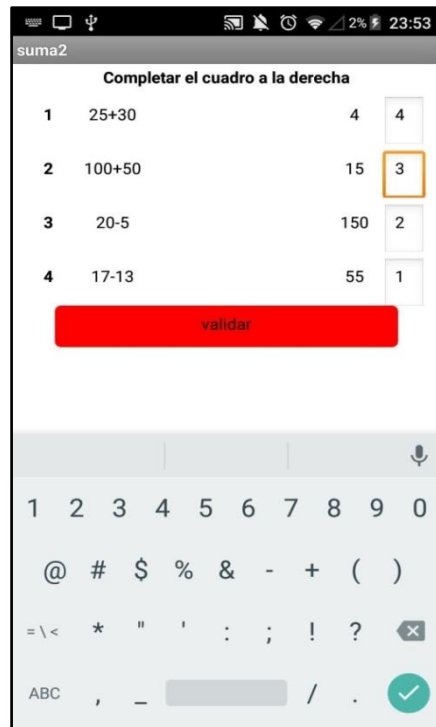 2% 23:53
suma2
Completar el cuadro a la derecha
1 25+30 4 4
2 100+50 15 3
3 20-5 150 2
4 17-13 55 1
validar
1 2 3 4 5 6 7 8 9 0
@ # $ % & - + ( )
= \ < * " ' : ; ! ?
ABC , _ / .